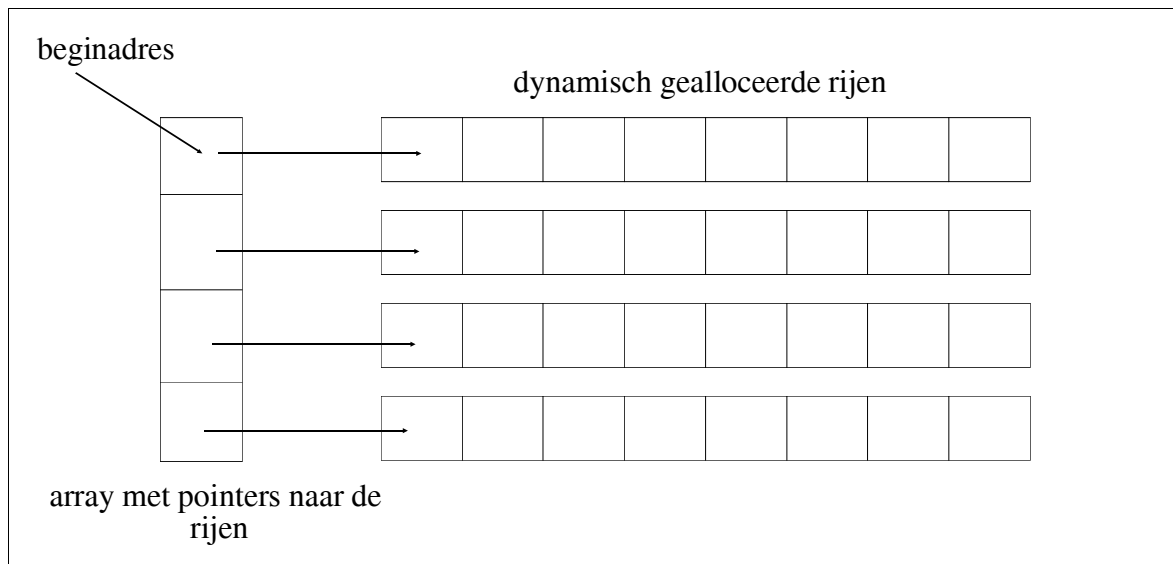 beginadres
dynamisch gealloceerde rijen
array met pointers naar de
rijen